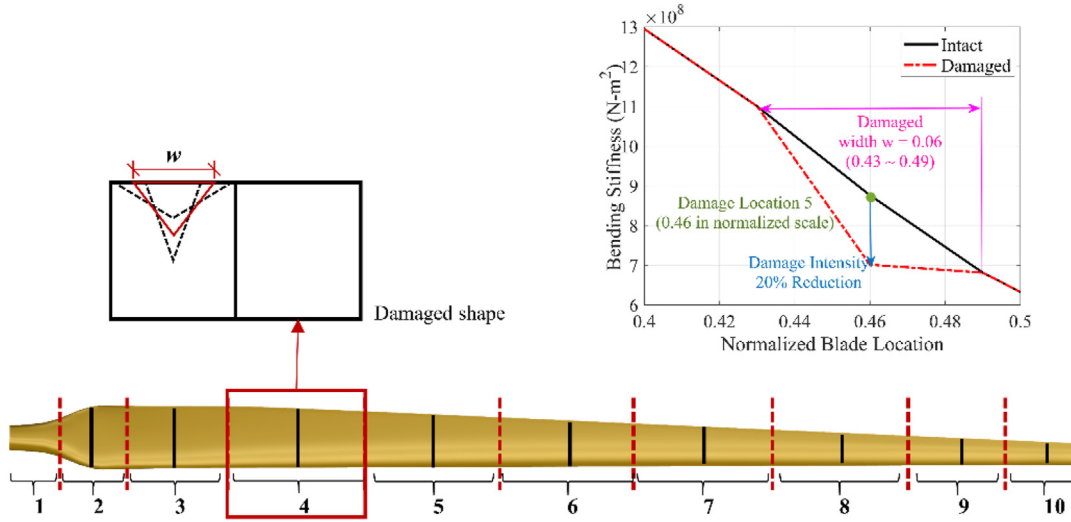 w
Damaged shape
×10⁸
13
12
11
10
9
8
7
6
0.4
0.42
0.44
0.46
0.48
0.5
Bending Stiffness (N-m²)
Normalized Blade Location
Intact
Damaged
Damaged
width w = 0.06
(0.43 ~ 0.49)
Damage Location 5
(0.46 in normalized scale)
Damage Intensity
20% Reduction
1
2
3
4
5
6
7
8
9
10